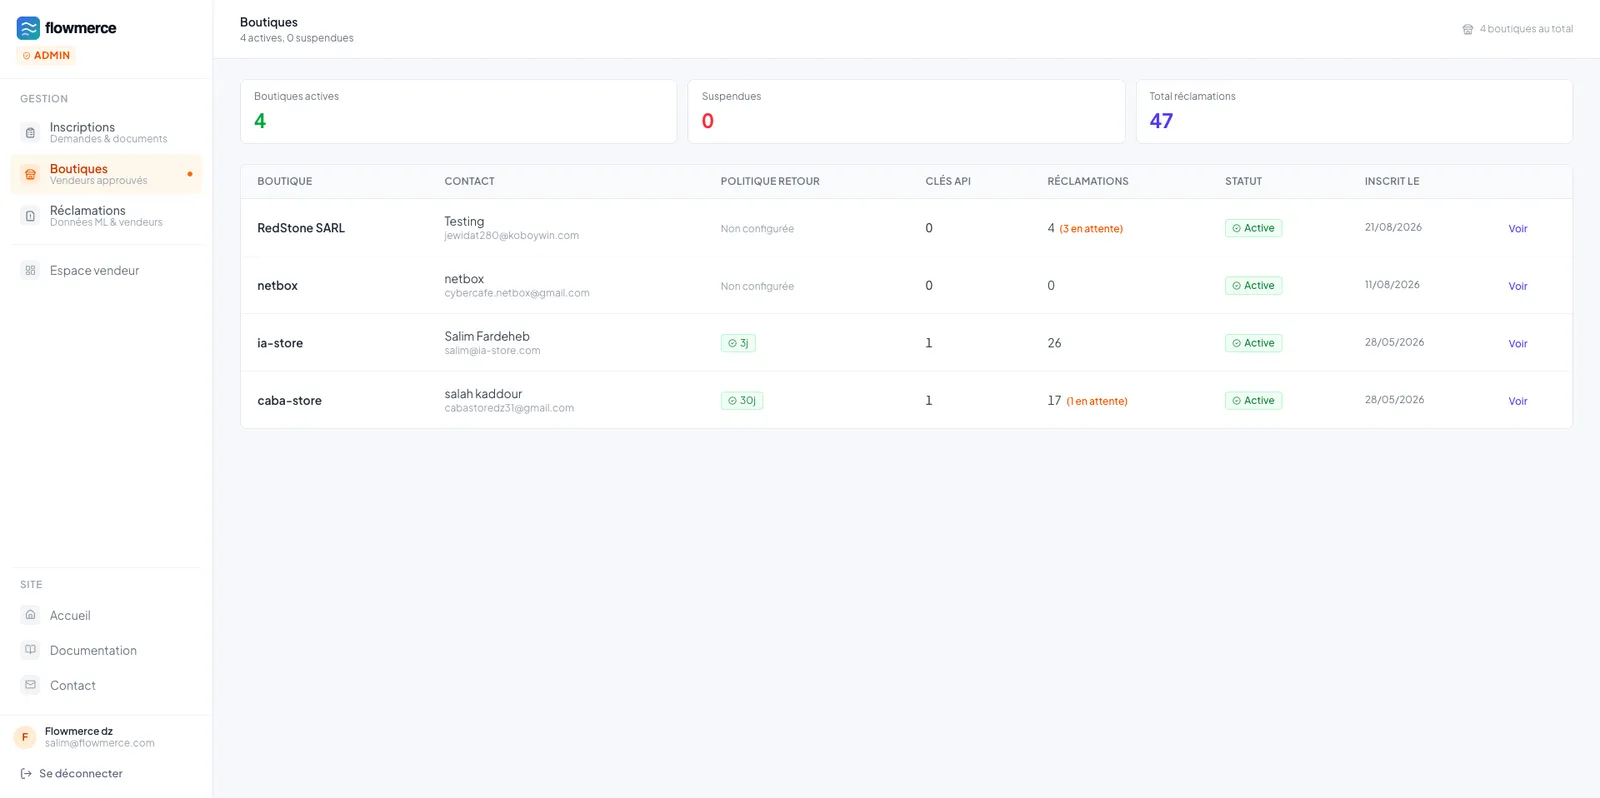 flowmerce
ADMIN
GESTION
Inscriptions
Demandes & documents
Boutiques
Vendeurs approuvés
Réclamations
Données ML & vendeurs
Espace vendeur
SITE
Accueil
Documentation
Contact
F
Flowmerce dz
salim@flowmerce.com
Se déconnecter
Boutiques
4 actives, 0 suspendues
4 boutiques au total
Boutiques actives
4
Suspendues
0
Total réclamations
47
BOUTIQUE CONTACT POLITIQUE RETOUR CLÉS API RÉCLAMATIONS STATUT INSCRIT LE
RedStone SARL Testing Non configurée 0 4 (3 en attente) Active 21/08/2026 Voir
jewidat280@koboywin.com
netbox netbox Non configurée 0 0 Active 11/08/2026 Voir
cybercafe.netbox@gmail.com
ia-store Salim Fardeheb 3j 1 26 Active 28/05/2026 Voir
salim@ia-store.com
caba-store salah kaddour 30j 1 17 (1 en attente) Active 28/05/2026 Voir
cabastoredz31@gmail.com